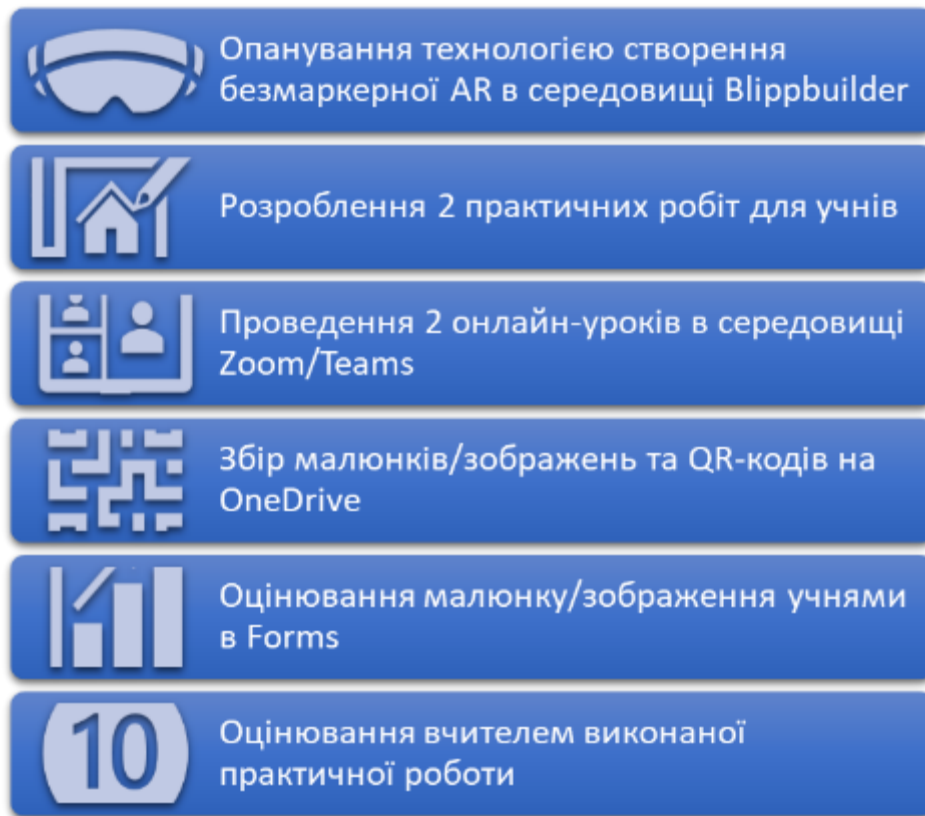 Опанування технологією створення
безмаркерної AR в середовищі Blippbuilder
Розроблення 2 практичних робіт для учнів
Проведення 2 онлайн-уроків в середовищі
Zoom/Teams
Збір малюнків/зображень та QR-кодів на
OneDrive
Оцінювання малюнку/зображення учнями
в Forms
10
Оцінювання вчителем виконаної
практичної роботи